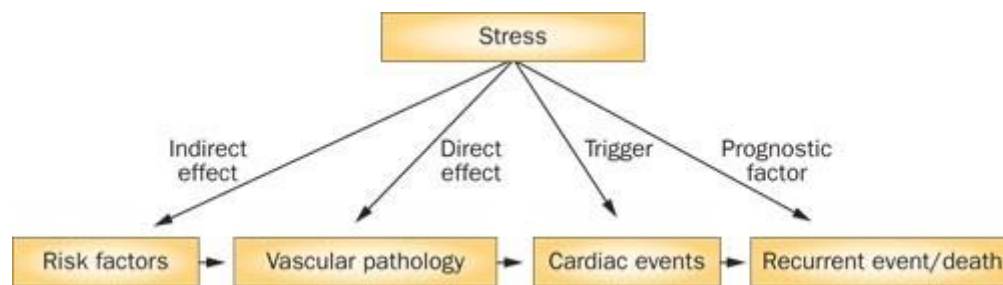 Stress
Indirect
effect
Direct
effect
Trigger
Prognostic
factor
Risk factors
Vascular pathology
Cardiac events
Recurrent event/death